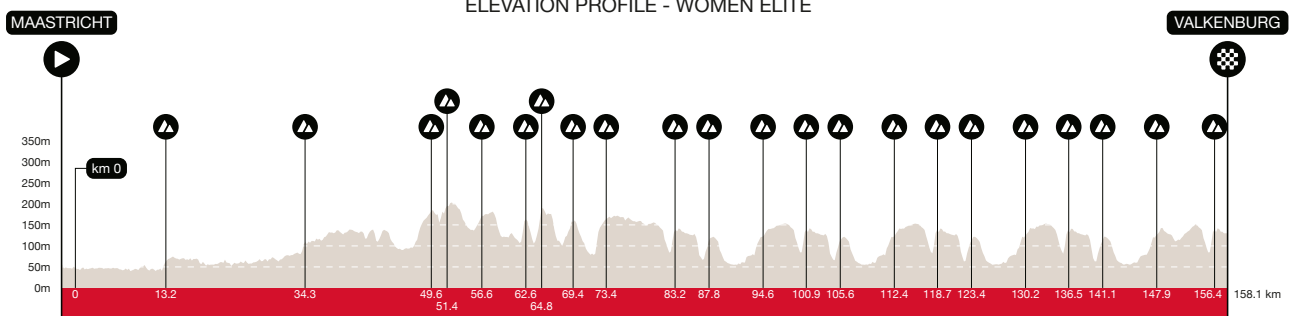 ELEVATION PROFILE - WOMEN ELITE
MAASTRICHT
VALKENBURG
350m
300m
250m
200m
150m
100m
50m
0m
km 0
0 13.2 34.3 49.6 56.6 62.6 69.4 73.4 83.2 87.8 94.6 100.9 105.6 112.4 118.7 123.4 130.2 136.5 141.1 147.9 156.4 158.1 km
51.4 64.8